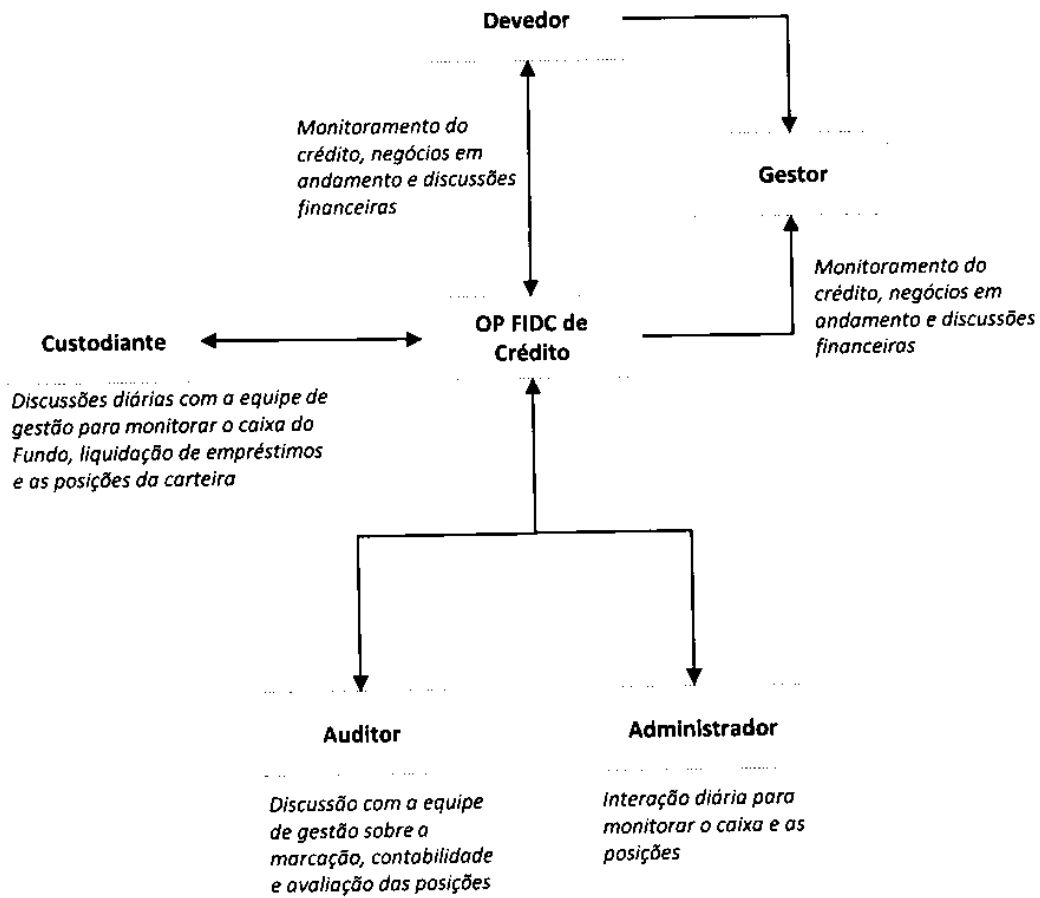 Devedor
Monitoramento do
crédito, negócios em
andamento e discussões
financeiras
Gestor
Monitoramento do
crédito, negócios em
andamento e discussões
financeiras
OP FIDC de
Crédito
Custodiante
Discussões diárias com a equipe de
gestão para monitorar o caixa do
Fundo, liquidação de empréstimos
e as posições da carteira
Auditor
Discussão com a equipe
de gestão sobre a
marcação, contabilidade
e avaliação das posições
Administrador
Interação diária para
monitorar o caixa e as
posições